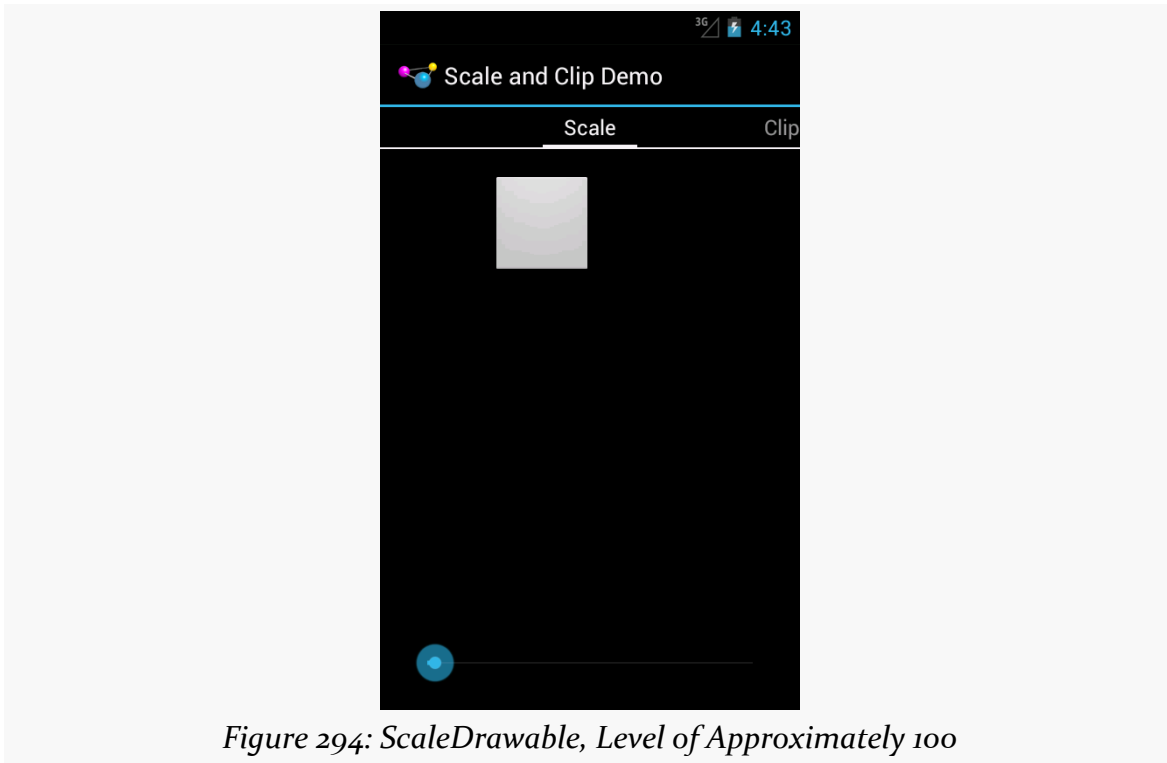 3G 4:43
Scale and Clip Demo
Scale Clip
Figure 294: ScaleDrawable, Level of Approximately 100